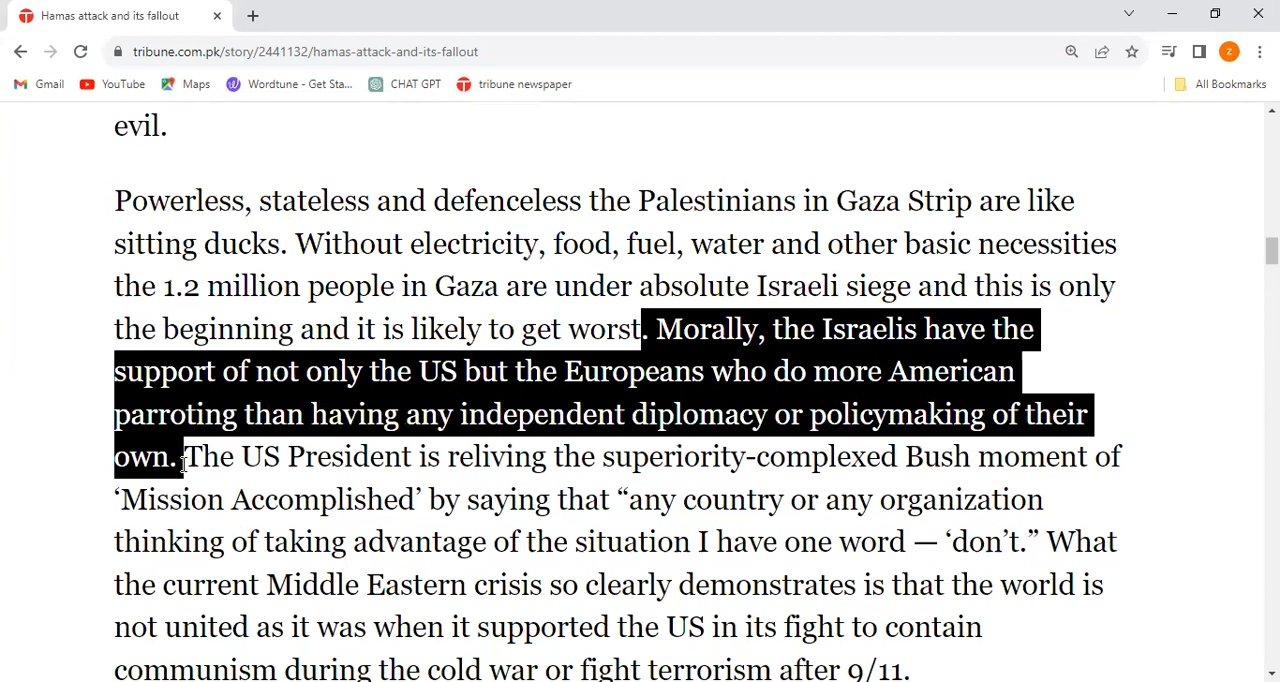 Hamas attack and its fallout
tribune.com.pk/story/2441132/hamas-attack-and-its-fallout
z
Gmail YouTube Maps Wordtune - Get Sta... CHAT GPT tribune newspaper All Bookmarks
evil.
Powerless, stateless and defenceless the Palestinians in Gaza Strip are like
sitting ducks. Without electricity, food, fuel, water and other basic necessities
the 1.2 million people in Gaza are under absolute Israeli siege and this is only
the beginning and it is likely to get worst. Morally, the Israelis have the
support of not only the US but the Europeans who do more American
parroting than having any independent diplomacy or policymaking of their
own. The US President is reliving the superiority-complexed Bush moment of
‘Mission Accomplished’ by saying that “any country or any organization
thinking of taking advantage of the situation I have one word — ‘don’t.” What
the current Middle Eastern crisis so clearly demonstrates is that the world is
not united as it was when it supported the US in its fight to contain
communism during the cold war or fight terrorism after 9/11.